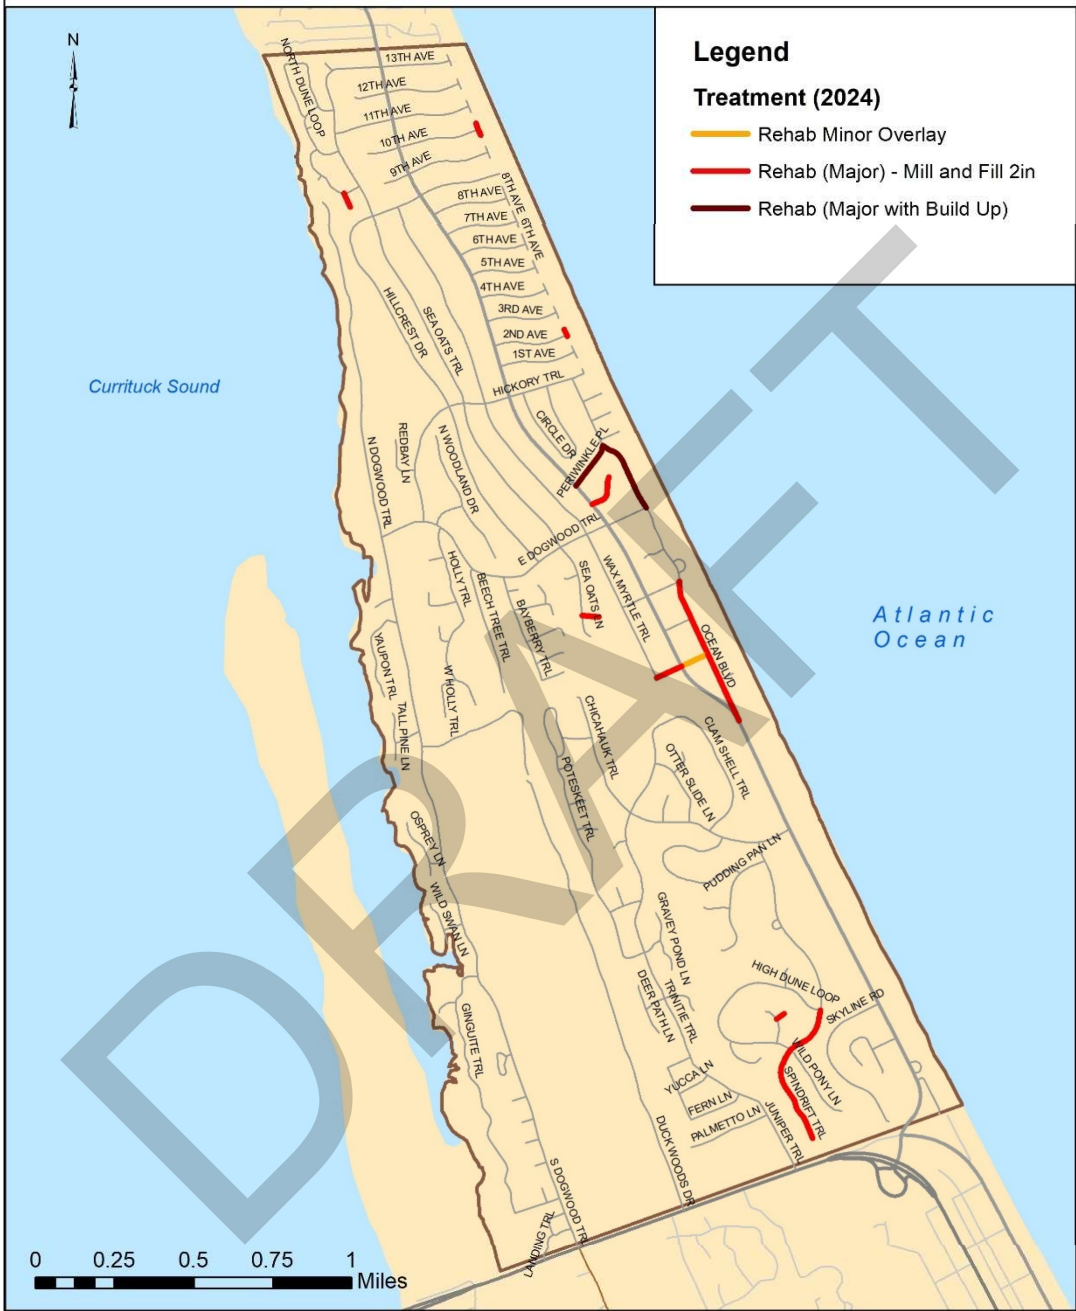 N
Legend
Treatment (2024)
Rehab Minor Overlay
Rehab (Major) - Mill and Fill 2in
Rehab (Major with Build Up)
NORTH DUNE LOOP
13TH AVE
12TH AVE
11TH AVE
10TH AVE
9TH AVE
8TH AVE
8TH AVE
7TH AVE
6TH AVE
6TH AVE
5TH AVE
4TH AVE
3RD AVE
2ND AVE
1ST AVE
HILLCREST DR
SEA OATS TRL
HICKORY TRL
Currituck Sound
CIRCLE DR
PERIWINKLE PL
REDBAY LN
N WOODLAND DR
N DOGWOOD TRL
E DOGWOOD TRL
HOLLY TRL
BEECH TREE TRL
BAYBERRY TRL
SEA OATS LN
WAX MYRTLE TRL
OCEAN BLVD
Atlantic
Ocean
YAUPON TRL
W HOLLY TRL
TALL PINE LN
CHICAHAUK TRL
CLAM SHELL TRL
OTTER SLIDE LN
POTESKEET TRL
OSPREY LN
PUDDING PAN LN
WILD SWAN LN
GRAVEY POND LN
DEER PATH LN
TRINITIE TRL
HIGH DUNE LOOP
SKYLINE RD
GINGUITE TRL
WILD PONY LN
SPINDRIFT TRL
YUCCA LN
FERN LN
PALMETTO LN
JUNIPER TRL
DUCK WOODS DR
S DOGWOOD TRL
LANDING TRL
DRAFT
0 0.25 0.5 0.75 1
Miles